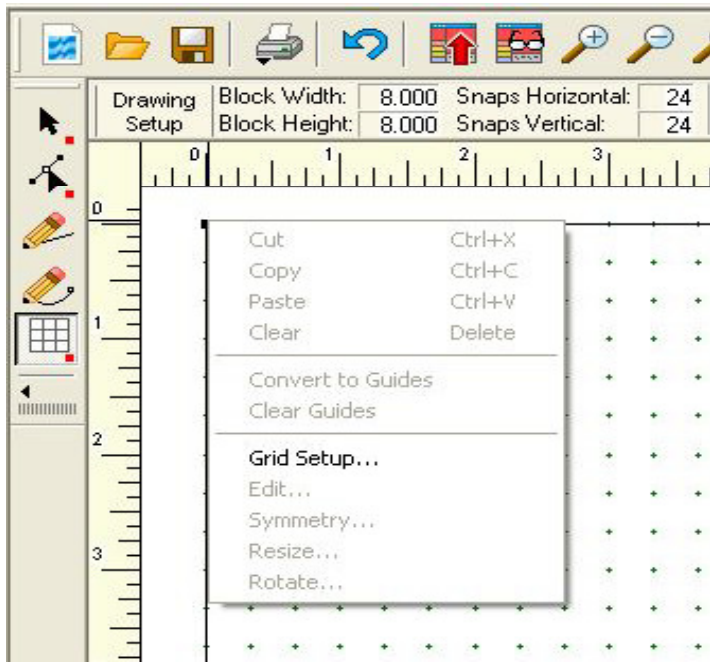 Drawing Setup
Block Width: 8.000 Snaps Horizontal: 24
Block Height: 8.000 Snaps Vertical: 24
0 1 2 3
0
1
2
3
Cut Ctrl+X
Copy Ctrl+C
Paste Ctrl+V
Clear Delete
Convert to Guides
Clear Guides
Grid Setup...
Edit...
Symmetry...
Resize...
Rotate...